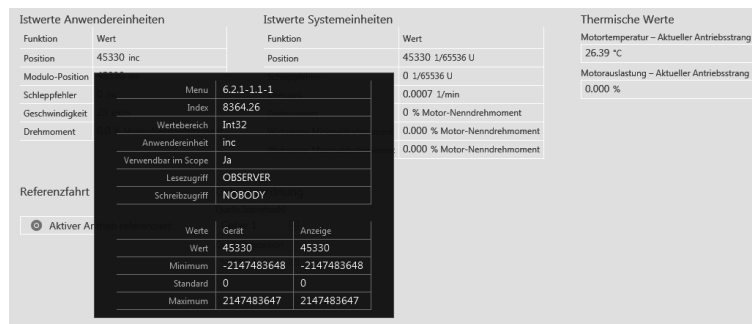 Istwerte Anwendereinheiten
Funktion Wert
Position 45330 inc
Modulo-Position
Schleppfehler
Geschwindigkeit
Drehmoment
Istwerte Systemeinheiten
Funktion Wert
Position 45330 1/65536 U
0 1/65536 U
0.0007 1/min
0 % Motor-Nenndrehmoment
0.000 % Motor-Nenndrehmoment
0.000 % Motor-Nenndrehmoment
Thermische Werte
Motortemperatur – Aktueller Antriebsstrang
26.39 °C
Motorauslastung – Aktueller Antriebsstrang
0.000 %
Menu 6.2.1-1.1-1
Index 8364.26
Wertebereich Int32
Anwendereinheit inc
Verwendbar im Scope Ja
Lesezugriff OBSERVER
Schreibzugriff NOBODY
Werte Gerät Anzeige
Wert 45330 45330
Minimum -2147483648 -2147483648
Standard 0 0
Maximum 2147483647 2147483647
Referenzfahrt
Aktiver